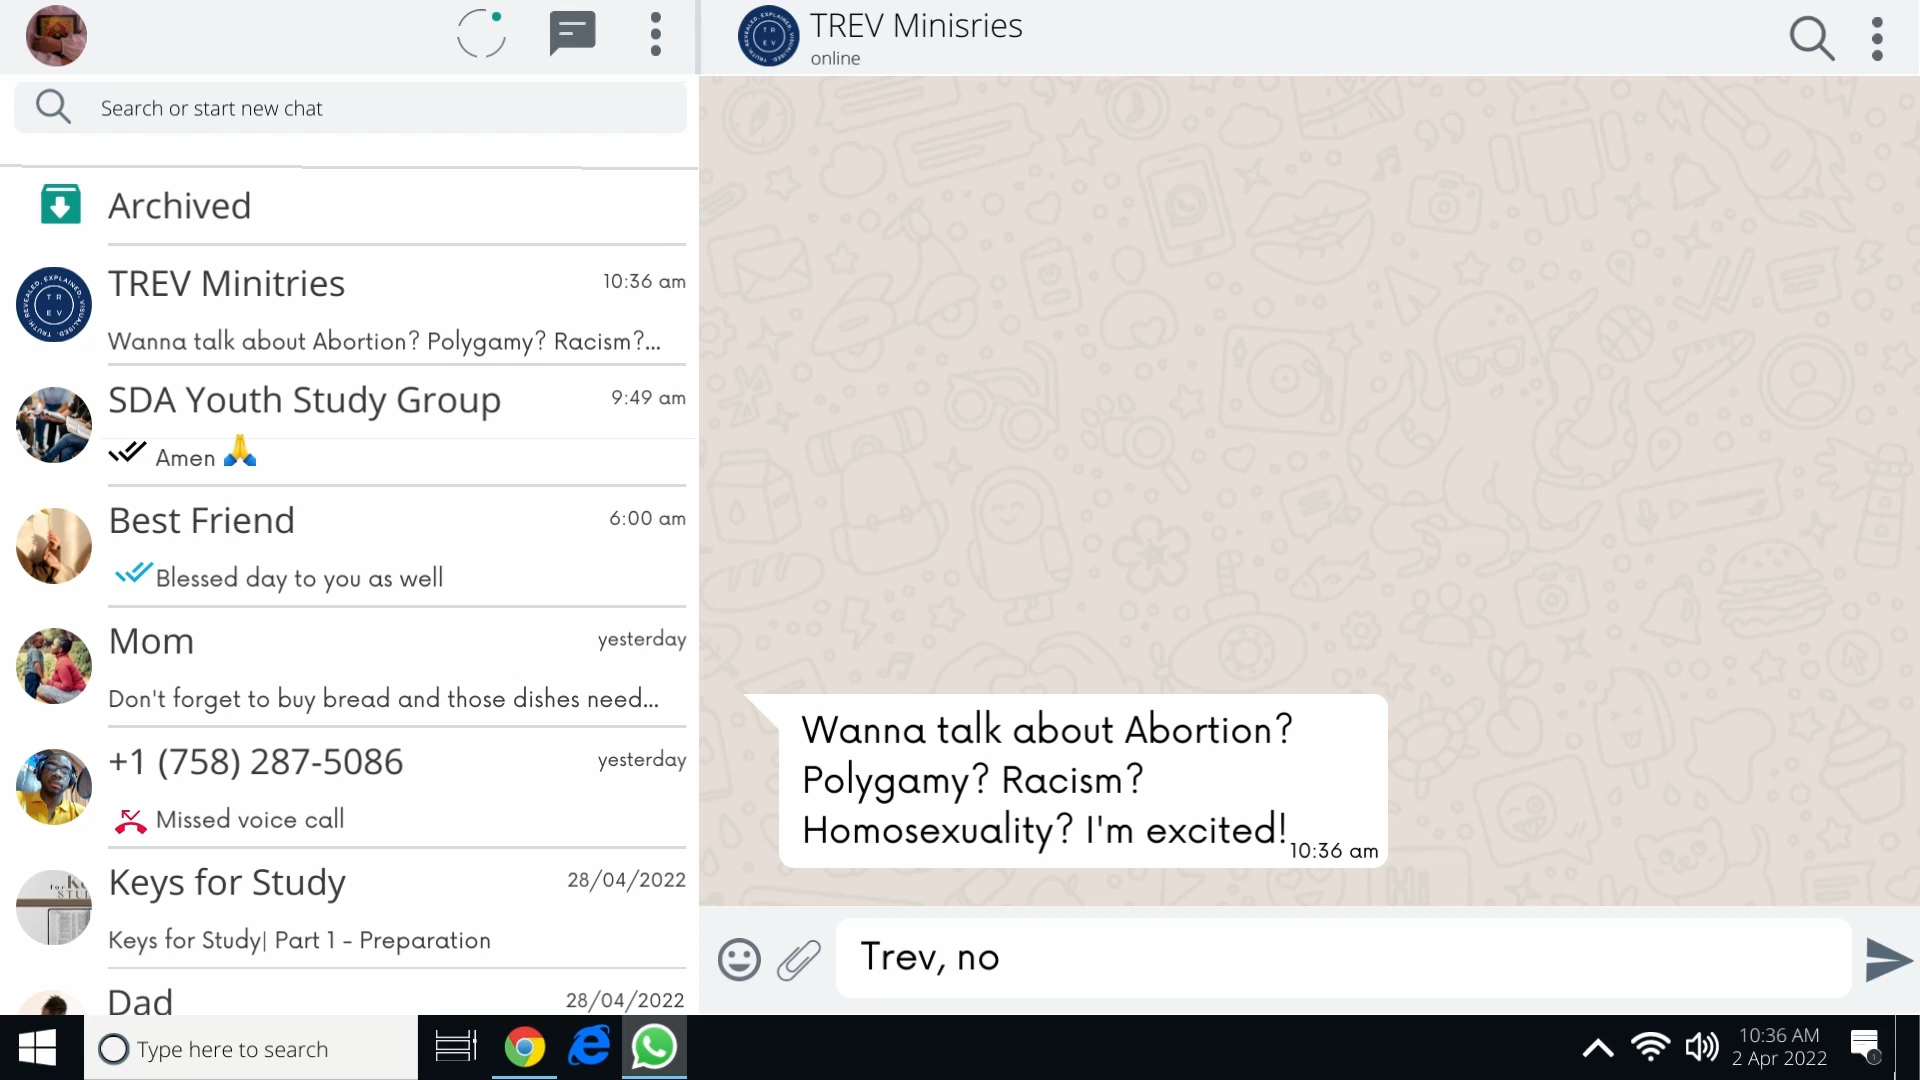 TREV Minisries
online
Search or start new chat
Archived
TREV Minitries
10:36 am
Wanna talk about Abortion? Polygamy? Racism?...
SDA Youth Study Group
9:49 am
Amen 🙏
Best Friend
6:00 am
Blessed day to you as well
Mom
yesterday
Don't forget to buy bread and those dishes need...
+1 (758) 287-5086
yesterday
Missed voice call
Keys for Study
28/04/2022
Keys for Study| Part 1 - Preparation
Dad
28/04/2022
Wanna talk about Abortion?
Polygamy? Racism?
Homosexuality? I'm excited!
10:36 am
Trev, no
Type here to search
10:36 AM
2 Apr 2022